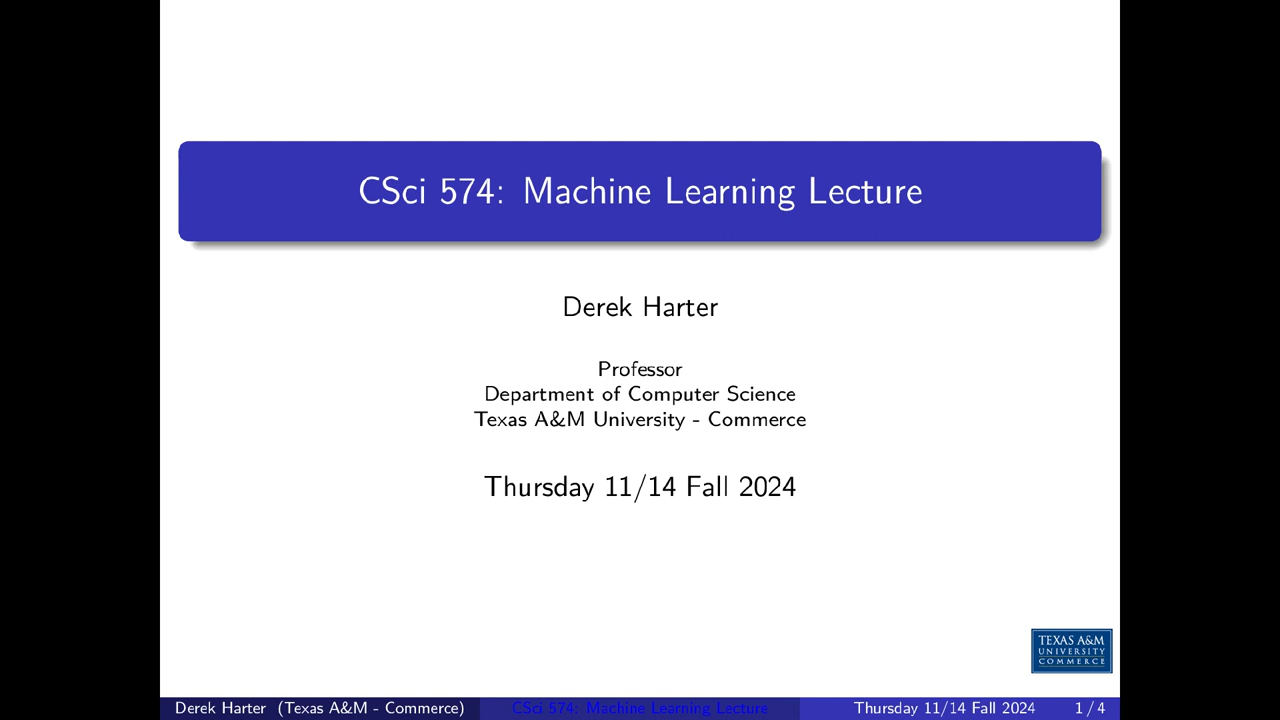 CSci 574: Machine Learning Lecture
Derek Harter
Professor
Department of Computer Science
Texas A&M University - Commerce
Thursday 11/14 Fall 2024
TEXAS A&M
UNIVERSITY
COMMERCE
Derek Harter (Texas A&M - Commerce) CSci 574: Machine Learning Lecture Thursday 11/14 Fall 2024 1 / 4